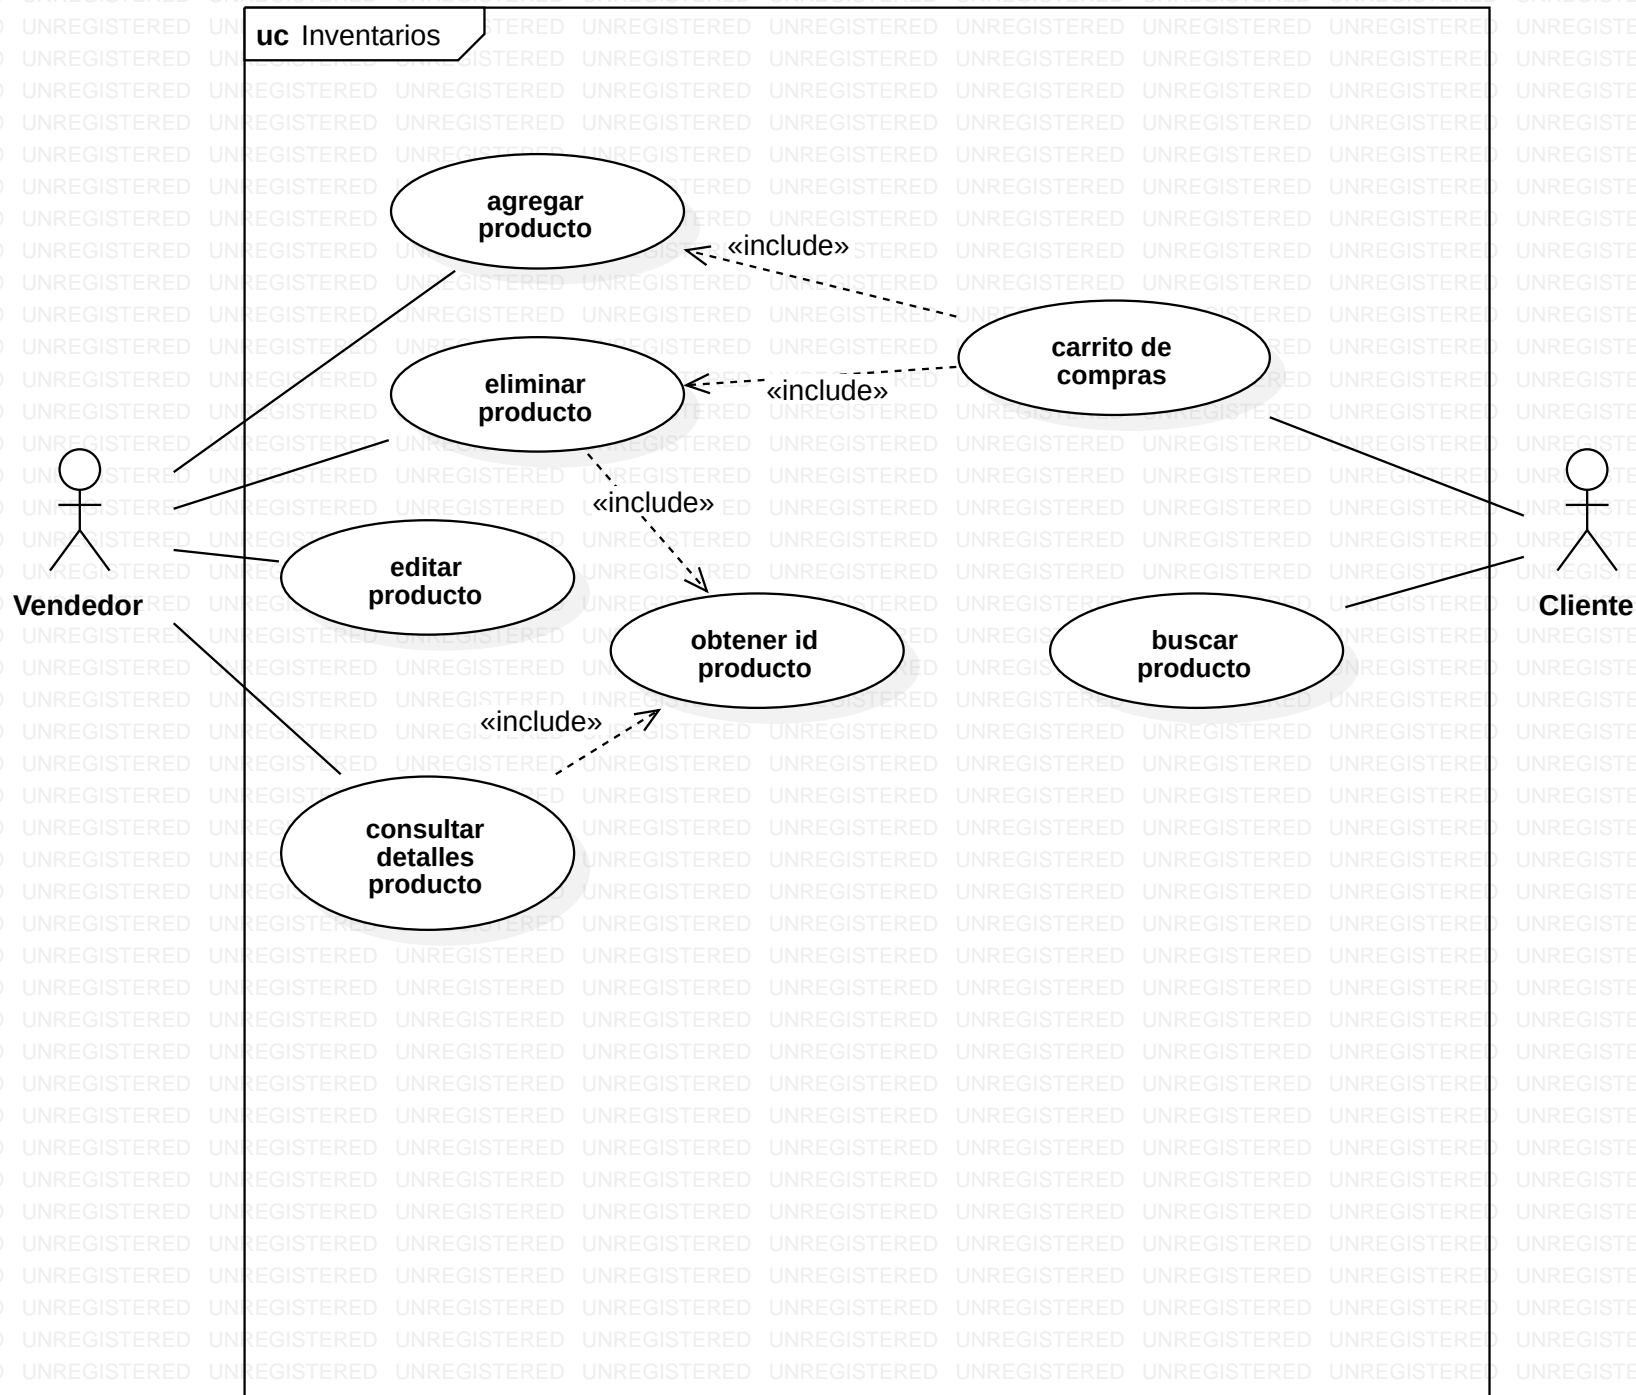 uc Inventarios
agregar
producto
«include»
carrito de
compras
eliminar
producto
«include»
«include»
Vendedor
editar
producto
Cliente
obtener id
producto
buscar
producto
«include»
consultar
detalles
producto
UNREGISTERED